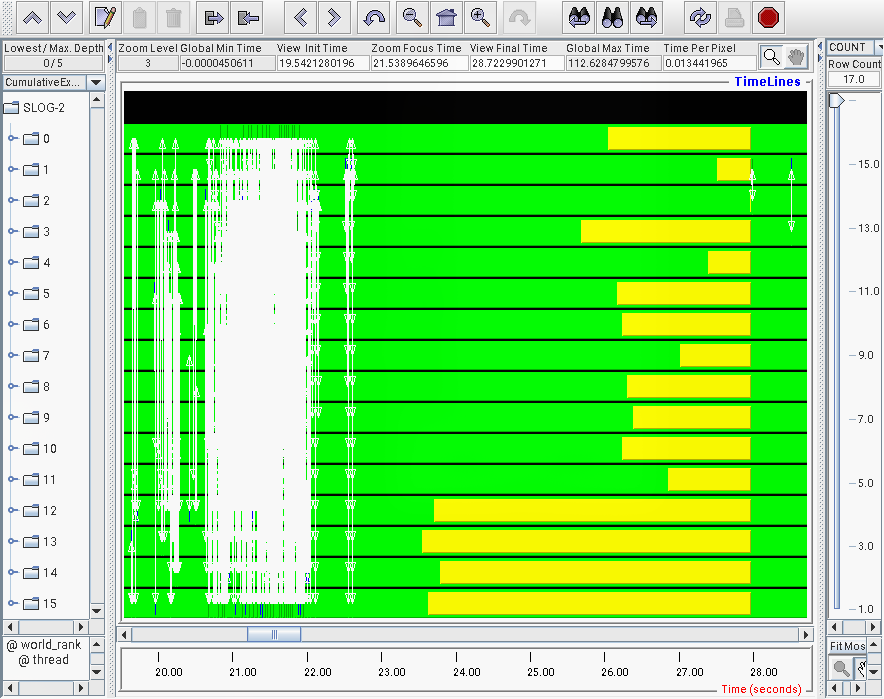 Lowest / Max. Depth
0 / 5
Zoom Level
3
Global Min Time
-0.0000450611
View  Init Time
19.5421280196
Zoom Focus Time
21.5389646596
View Final Time
28.7229901271
Global Max Time
112.6284799576
Time Per Pixel
0.013441965
COUNT
Row Count
17.0
CumulativeEx...
TimeLines
SLOG-2
0
1
2
3
4
5
6
7
8
9
10
11
12
13
14
15
15.0
13.0
11.0
9.0
7.0
5.0
3.0
1.0
@ world_rank
@ thread
20.00
21.00
22.00
23.00
24.00
25.00
26.00
27.00
28.00
Time (seconds)
Fit Mos